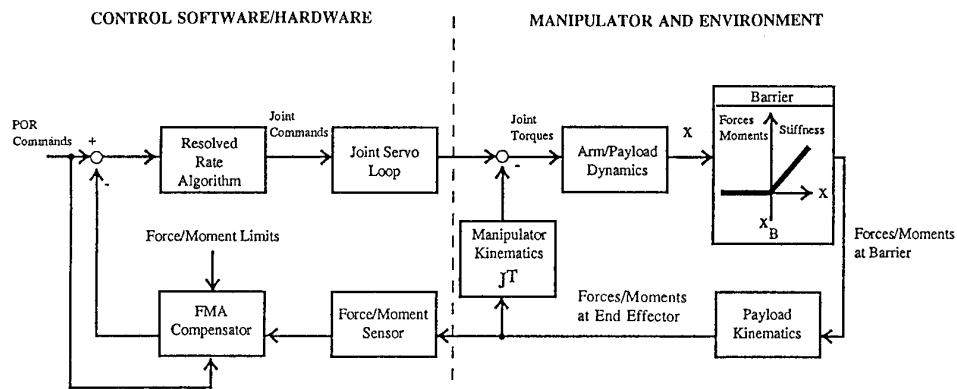 CONTROL SOFTWARE/HARDWARE
MANIPULATOR AND ENVIRONMENT
POR
Commands
+
-
Resolved
Rate
Algorithm
Joint
Commands
Joint Servo
Loop
Joint
Torques
-
Arm/Payload
Dynamics
X
Barrier
Forces
Moments
Stiffness
X
X
B
Manipulator
Kinematics
JT
Forces/Moments
at Barrier
Force/Moment Limits
FMA
Compensator
Force/Moment
Sensor
Forces/Moments
at End Effector
Payload
Kinematics